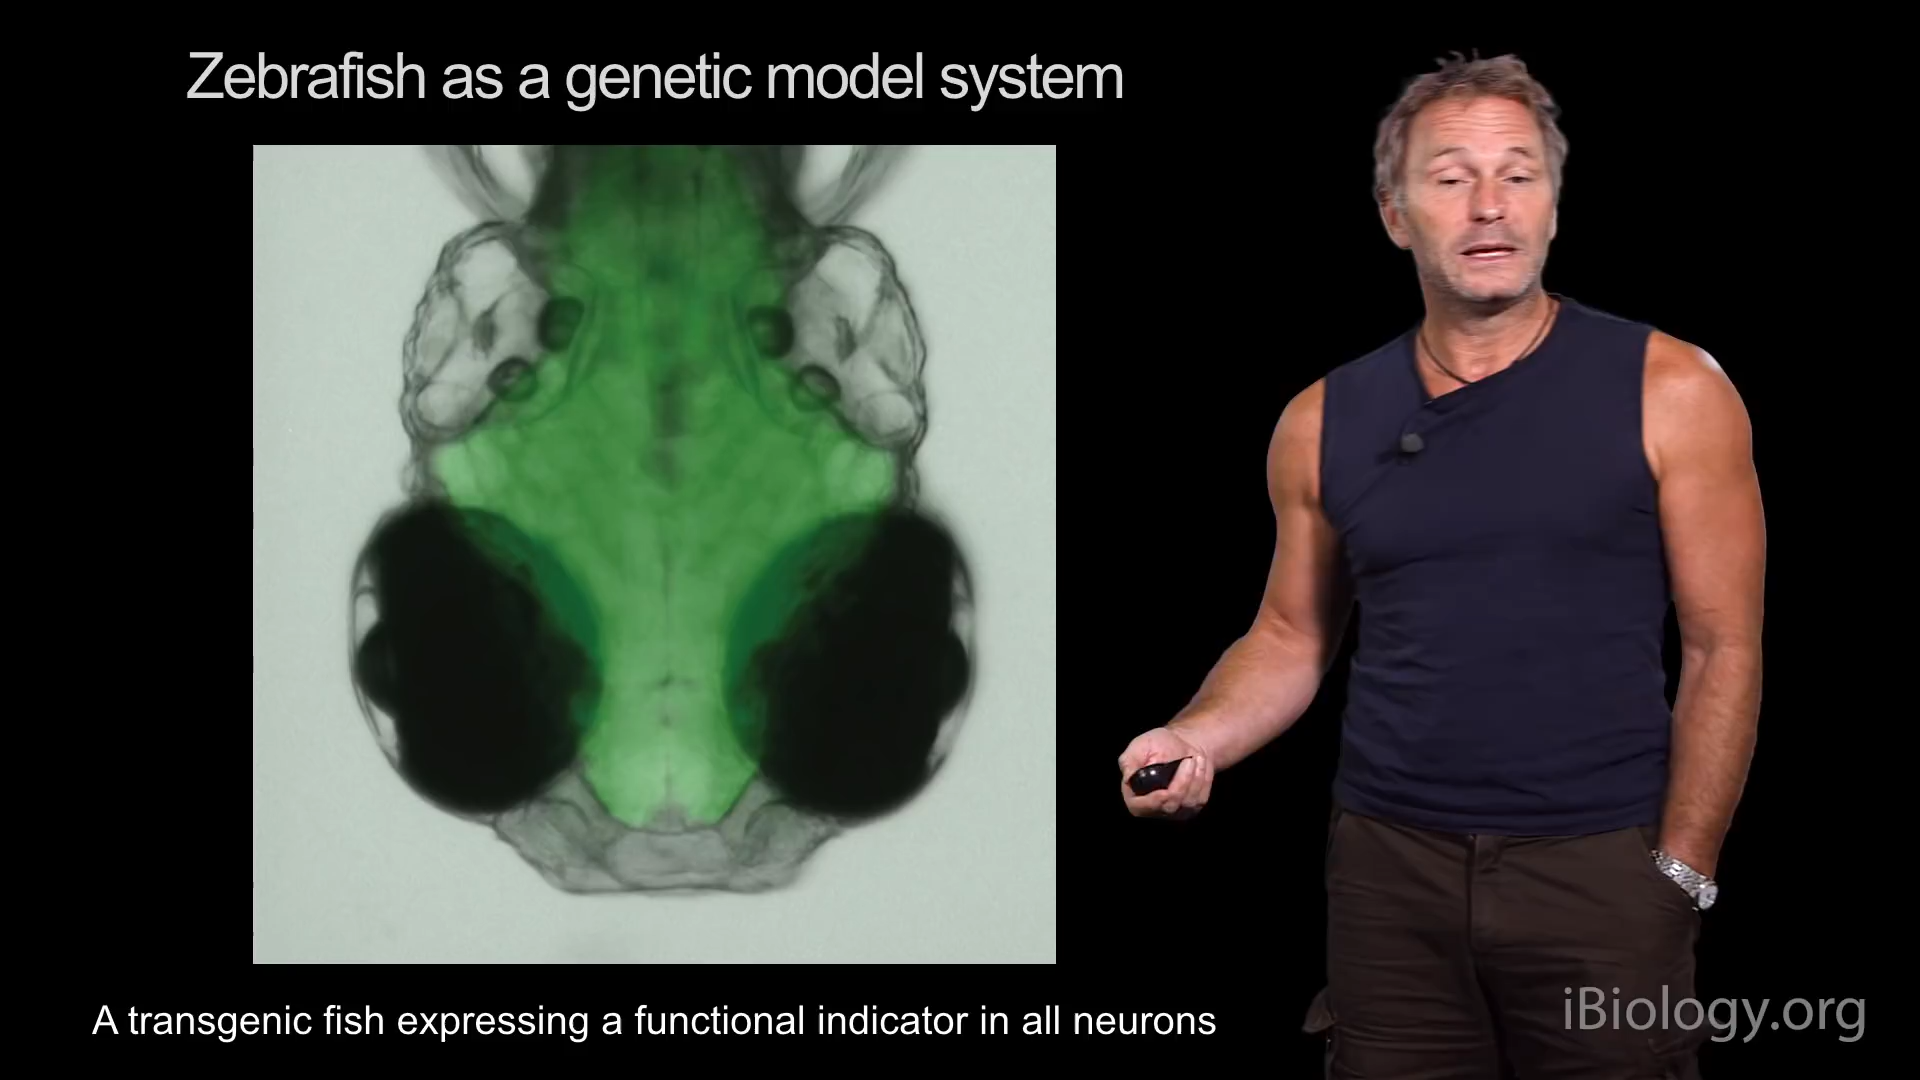 Zebrafish as a genetic model system
A transgenic fish expressing a functional indicator in all neurons
iBiology.org